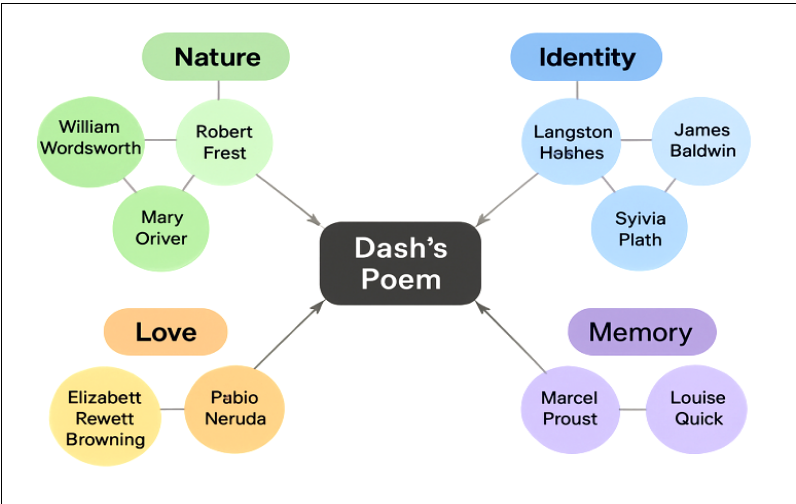 Nature
William
Wordsworth
Robert
Frest
Mary
Oriver
Identity
Langston
James
Baldwin
Syivia
Plath
Dash's
Poem
Love
Elizabett
Rewett
Browning
Pabio
Neruda
Memory
Marcel
Proust
Louise
Quick